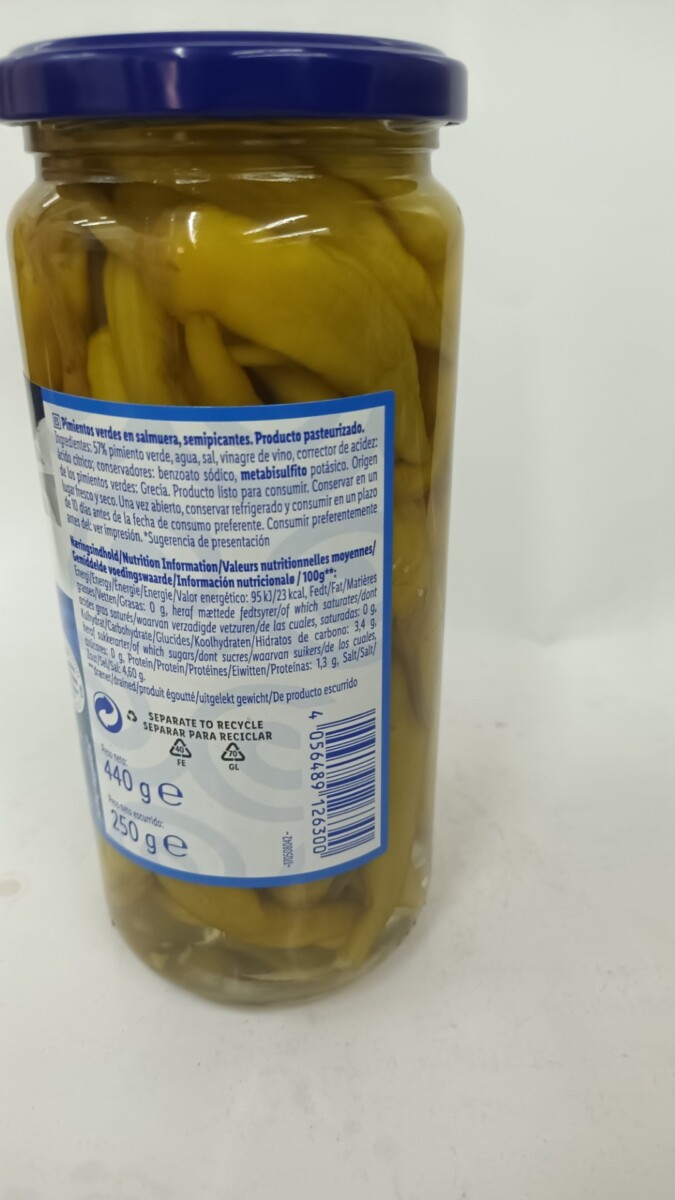 ES Pimientos verdes en salmuera, semipicantes. Producto pasteurizado.
Ingredientes: 57% pimiento verde, agua, sal, vinagre de vino, corrector de acidez:
ácido cítrico; conservadores: benzoato sódico, metabisulfito potásico. Origen
de los pimientos verdes: Grecia. Producto listo para consumir. Conservar en un
lugar fresco y seco. Una vez abierto, conservar refrigerado y consumir en un plazo
de 10 días antes de la fecha de consumo preferente. Consumir preferentemente
antes del: ver impresión. *Sugerencia de presentación
Næringsindhold/Nutrition Information/Valeurs nutritionnelles moyennes/
Gemiddelde voedingswaarde/Información nutricional⌀ / 100g**:
Energi/Energy/Énergie/Energie/Valor energético: 95 kJ/23 kcal, Fedt/Fat/Matières
grasses/Vetten/Grasas: 0 g, heraf mættede fedtsyrer/of which saturates/dont
acides gras saturés/waarvan verzadigde vetzuren/de las cuales, saturadas: 0 g,
Kulhydrat/Carbohydrate/Glucides/Koolhydraten/Hidratos de carbono: 3,4 g,
heraf sukkerarter/of which sugars/dont sucres/waarvan suikers/de los cuales,
azúcares: 0 g, Protein/Protein/Protéines/Eiwitten/Proteínas: 1,3 g, Salt/Salt/
Zout/Sel/Sal: 4,60 g.
**drænet/drained/produit égoutté/uitgelekt gewicht/De producto escurrido
SEPARATE TO RECYCLE
SEPARAR PARA RECICLAR
40 70
FE GL
Peso neto:
440 g e
Peso neto escurrido:
250 g e
4 056489 126300